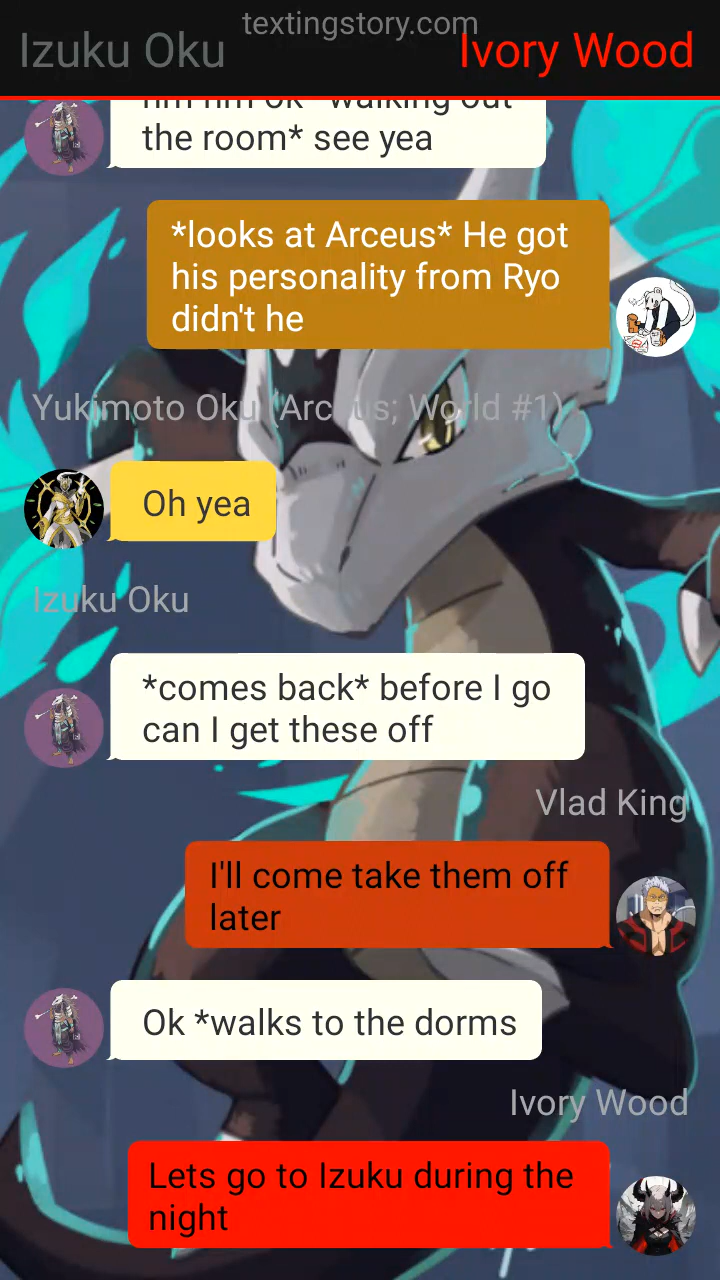 textingstory.com
Izuku Oku
Ivory Wood
hm hm ok *walking out
the room* see yea
*looks at Arceus* He got
his personality from Ryo
didn't he
Yukimoto Oku (Arceus; World #1)
Oh yea
Izuku Oku
*comes back* before I go
can I get these off
Vlad King
I'll come take them off
later
Ok *walks to the dorms
Ivory Wood
Lets go to Izuku during the
night